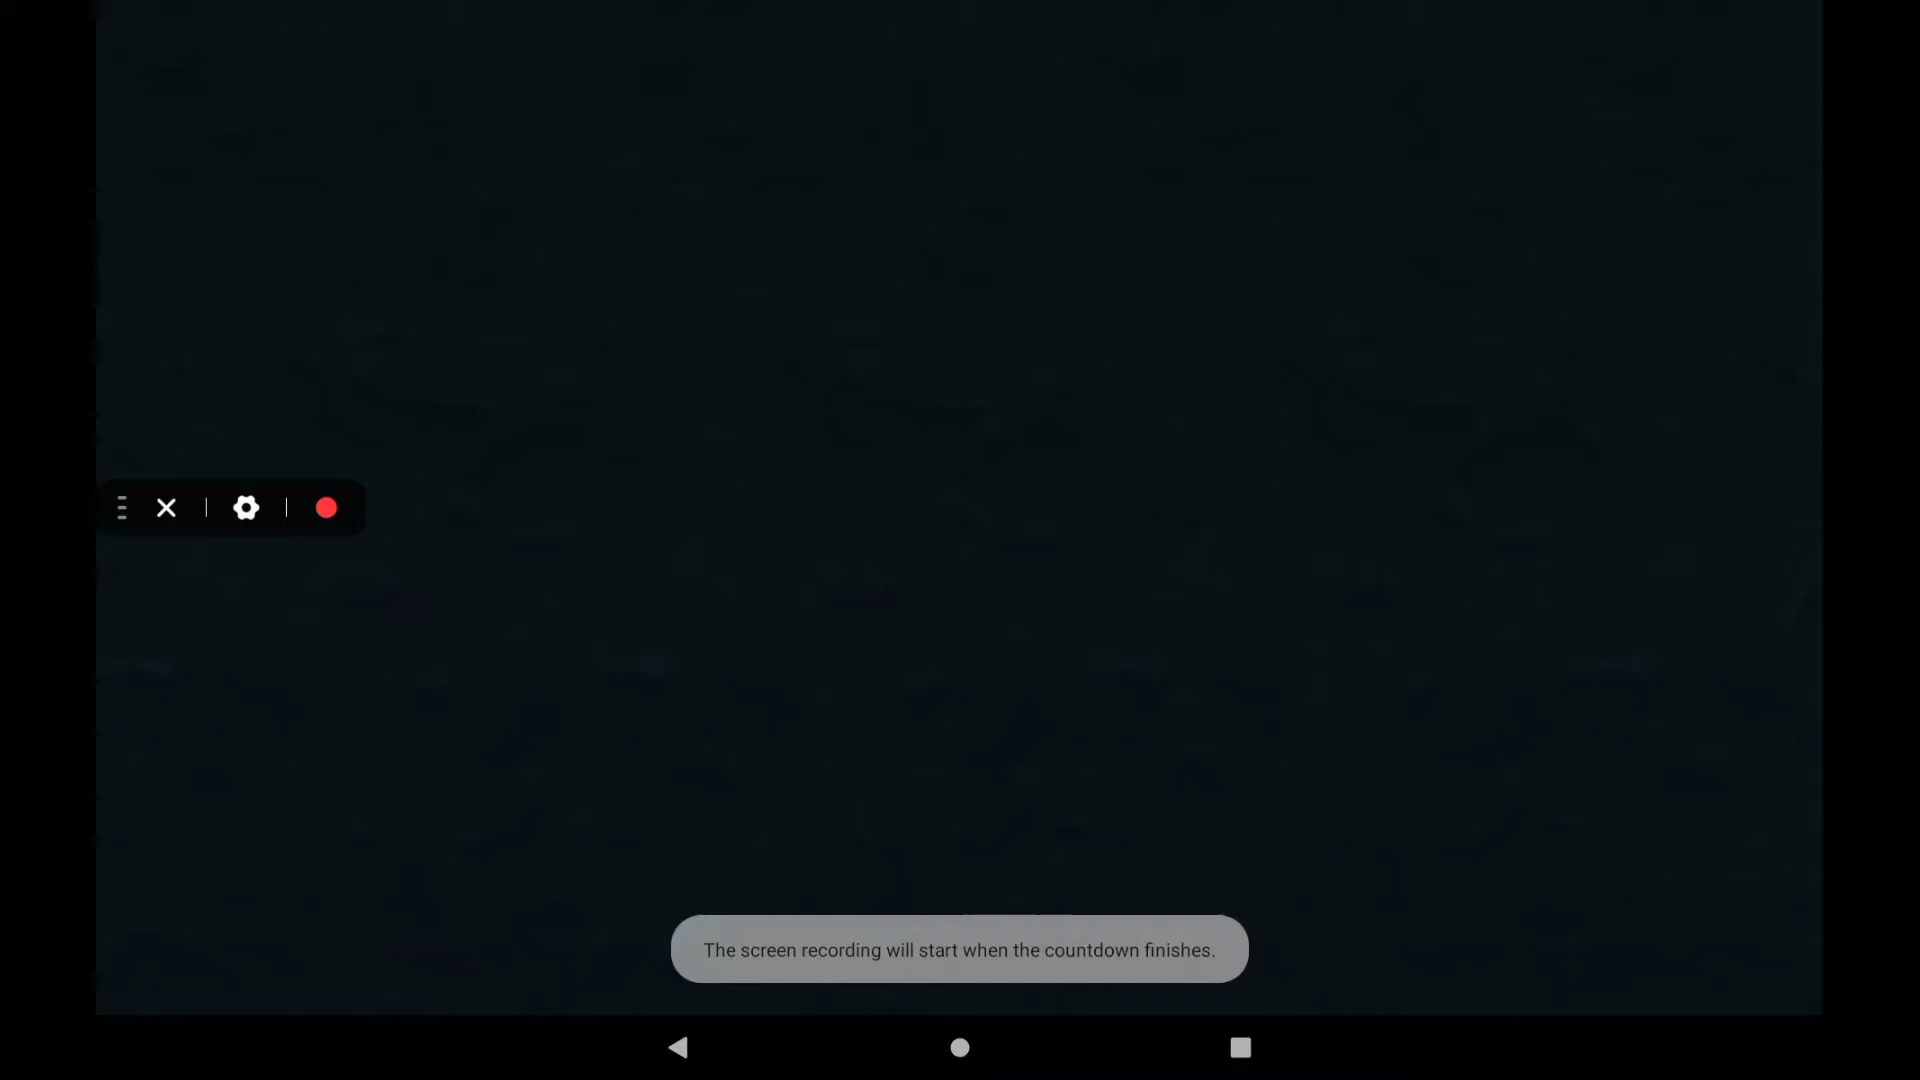 The screen recording will start when the countdown finishes.